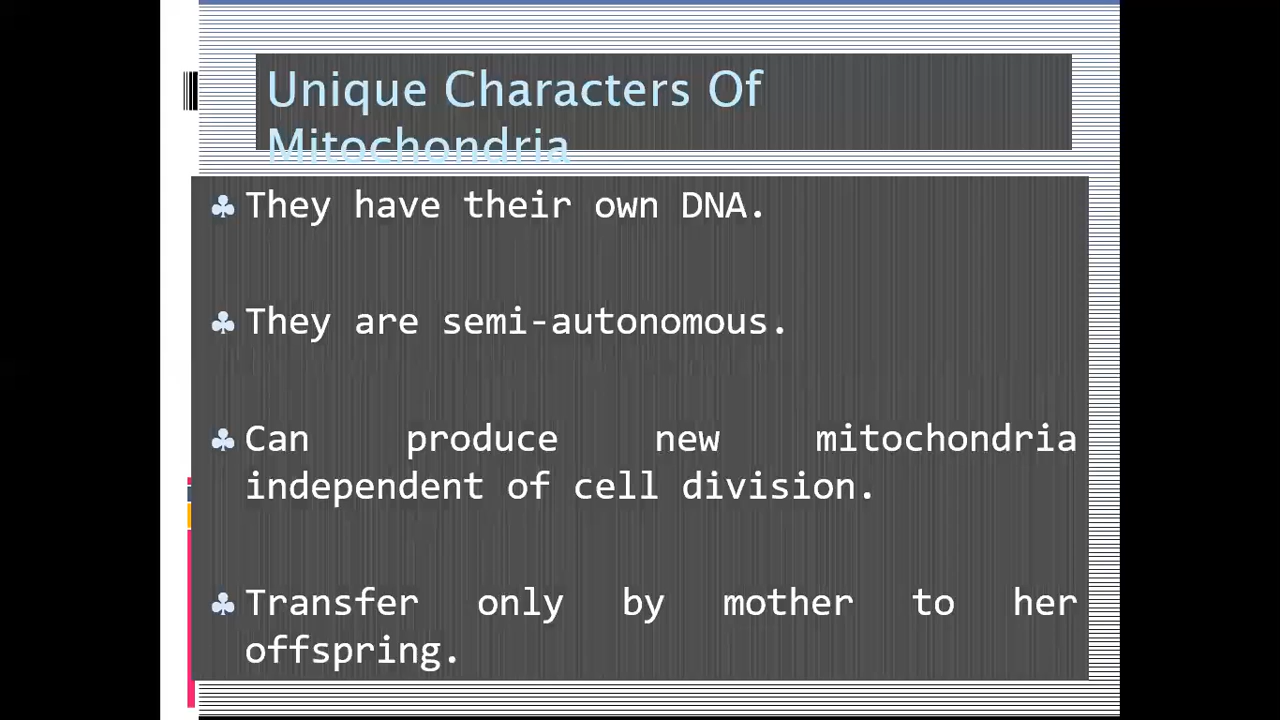 Unique Characters Of
Mitochondria
♣ They have their own DNA.
♣ They are semi-autonomous.
♣ Can produce new mitochondria
independent of cell division.
♣ Transfer only by mother to her
offspring.